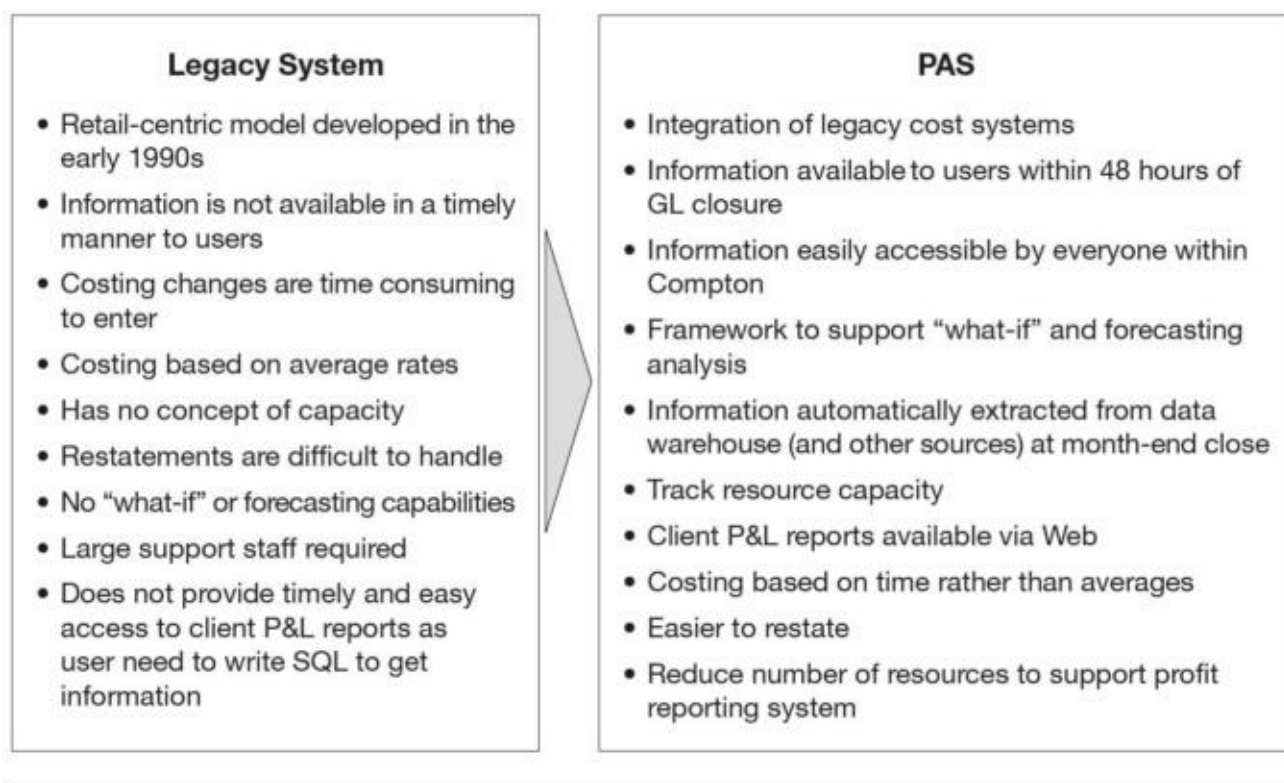 Legacy System
• Retail-centric model developed in the
early 1990s
• Information is not available in a timely
manner to users
• Costing changes are time consuming
to enter
• Costing based on average rates
• Has no concept of capacity
• Restatements are difficult to handle
• No “what-if” or forecasting capabilities
• Large support staff required
• Does not provide timely and easy
access to client P&L reports as
user need to write SQL to get
information
PAS
• Integration of legacy cost systems
• Information available to users within 48 hours of
GL closure
• Information easily accessible by everyone within
Compton
• Framework to support “what-if” and forecasting
analysis
• Information automatically extracted from data
warehouse (and other sources) at month-end close
• Track resource capacity
• Client P&L reports available via Web
• Costing based on time rather than averages
• Easier to restate
• Reduce number of resources to support profit
reporting system